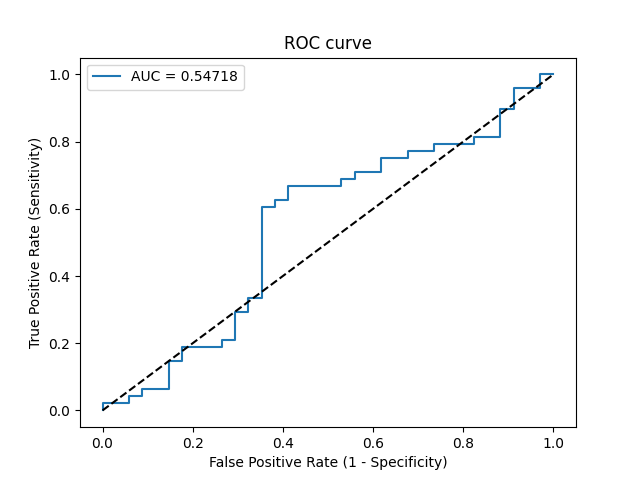 ROC curve
AUC = 0.54718
1.0
0.8
0.6
0.4
0.2
0.0
True Positive Rate (Sensitivity)
0.0 0.2 0.4 0.6 0.8 1.0
False Positive Rate (1 - Specificity)